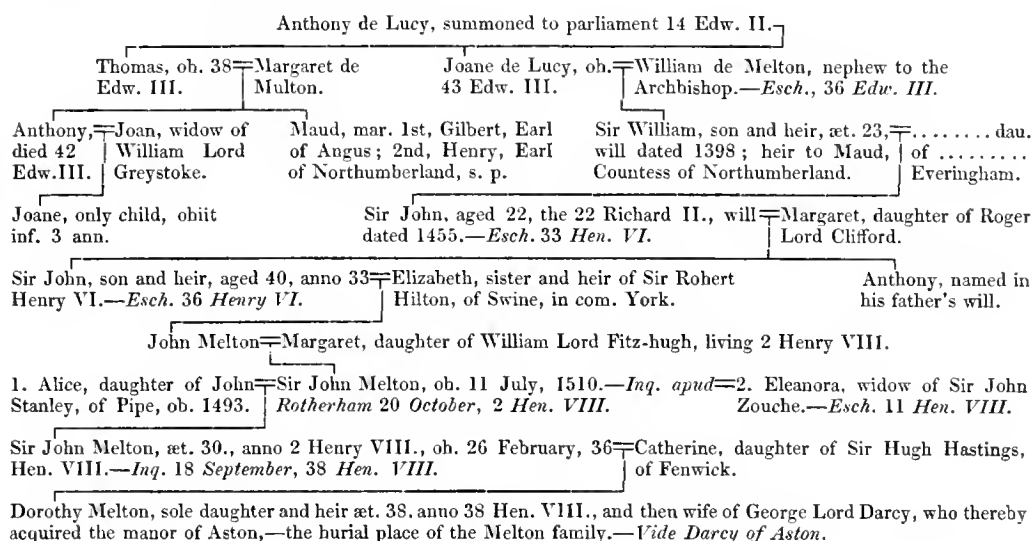 Anthony de Lucy, summoned to parliament 14 Edw. II.
Thomas, ob. 38=Margaret de Joane de Lucy, ob.=William de Melton, nephew to the
Edw. III. Multon. 43 Edw. III. Archbishop.—Esch., 36 Edw. III.
Anthony,=Joan, widow of Maud, mar. 1st, Gilbert, Earl Sir William, son and heir, æt. 23,=........ dau.
died 42 William Lord of Angus; 2nd, Henry, Earl will dated 1398; heir to Maud, of .........
Edw.III. Greystoke. of Northumberland, s. p. Countess of Northumberland. Everingham.
Joane, only child, obiit Sir John, aged 22, the 22 Richard II., will=Margaret, daughter of Roger
inf. 3 ann. dated 1455.—Esch. 33 Hen. VI. Lord Clifford.
Sir John, son and heir, aged 40, anno 33=Elizabeth, sister and heir of Sir Robert Anthony, named in
Henry VI.—Esch. 36 Henry VI. Hilton, of Swine, in com. York. his father's will.
John Melton=Margaret, daughter of William Lord Fitz-hugh, living 2 Henry VIII.
1. Alice, daughter of John=Sir John Melton, ob. 11 July, 1510.—Inq. apud=2. Eleanora, widow of Sir John
Stanley, of Pipe, ob. 1493. Rotherham 20 October, 2 Hen. VIII. Zouche.—Esch. 11 Hen. VIII.
Sir John Melton, æt. 30., anno 2 Henry VIII., ob. 26 February, 36=Catherine, daughter of Sir Hugh Hastings,
Hen. VIII.—Inq. 18 September, 38 Hen. VIII. of Fenwick.
Dorothy Melton, sole daughter and heir æt. 38, anno 38 Hen. VIII., and then wife of George Lord Darcy, who thereby
acquired the manor of Aston,—the burial place of the Melton family.—Vide Darcy of Aston.